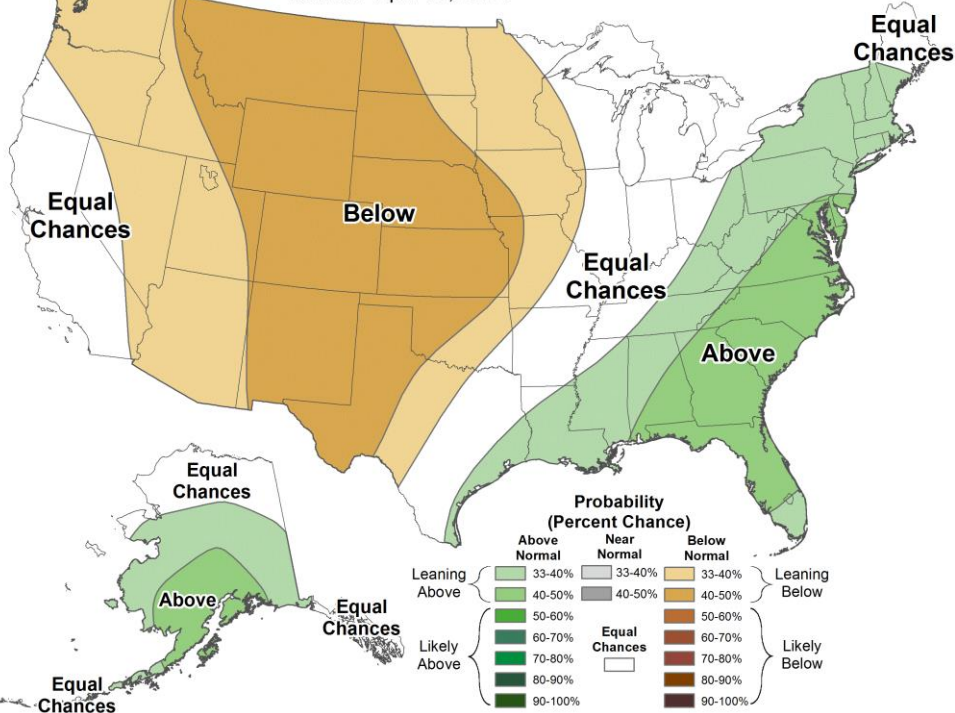 Equal
Chances
Equal
Chances
Below
Equal
Chances
Above
Equal
Chances
Above
Equal
Chances
Equal
Chances
Probability
(Percent Chance)
Above
Normal
Near
Normal
Below
Normal
Leaning
Above
33-40%
33-40%
33-40%
Leaning
Below
40-50%
40-50%
40-50%
Likely
Above
50-60%
50-60%
Likely
Below
60-70%
Equal
Chances
60-70%
70-80%
70-80%
80-90%
80-90%
90-100%
90-100%